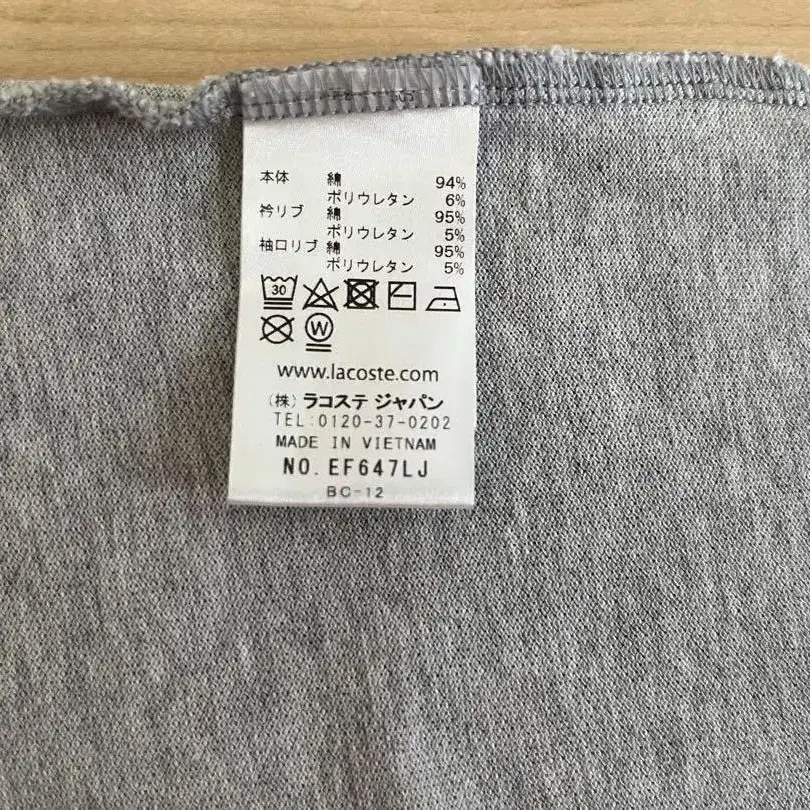 本体 綿 94%
ポリウレタン 6%
衿リブ 綿 95%
ポリウレタン 5%
袖口リブ 綿 95%
ポリウレタン 5%
30
W
www.lacoste.com
(株) ラコステ ジャパン
TEL:0120-37-0202
MADE IN VIETNAM
NO. EF647LJ
BC-12